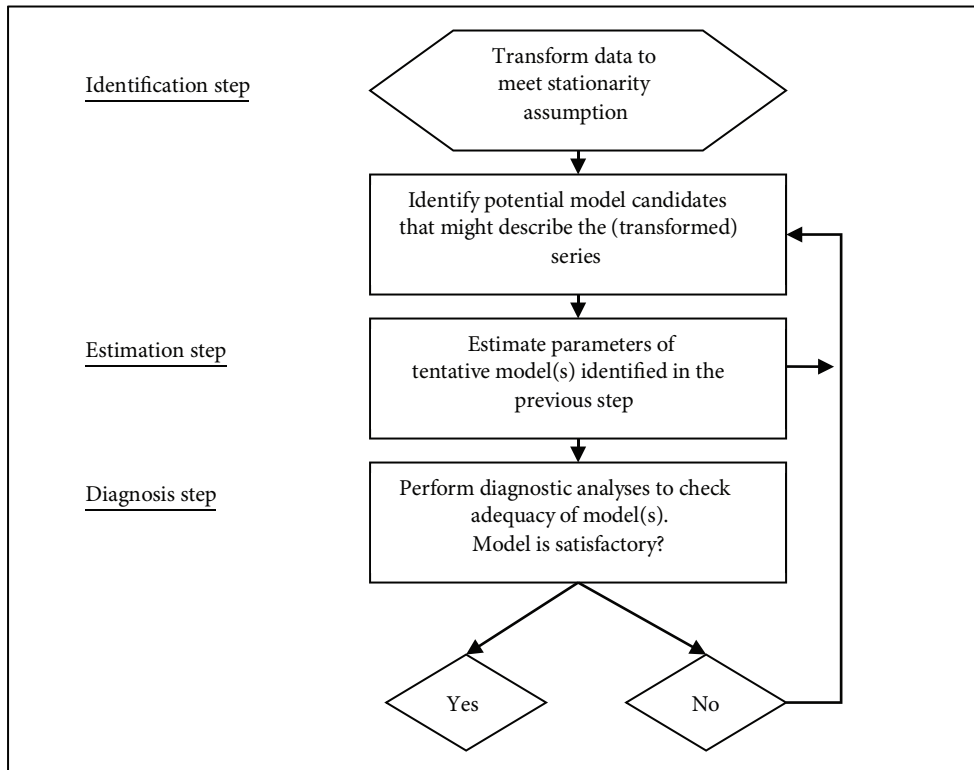 Identification step
Transform data to
meet stationarity
assumption
Identify potential model candidates
that might describe the (transformed)
series
Estimation step
Estimate parameters of
tentative model(s) identified in the
previous step
Diagnosis step
Perform diagnostic analyses to check
adequacy of model(s).
Model is satisfactory?
Yes
No